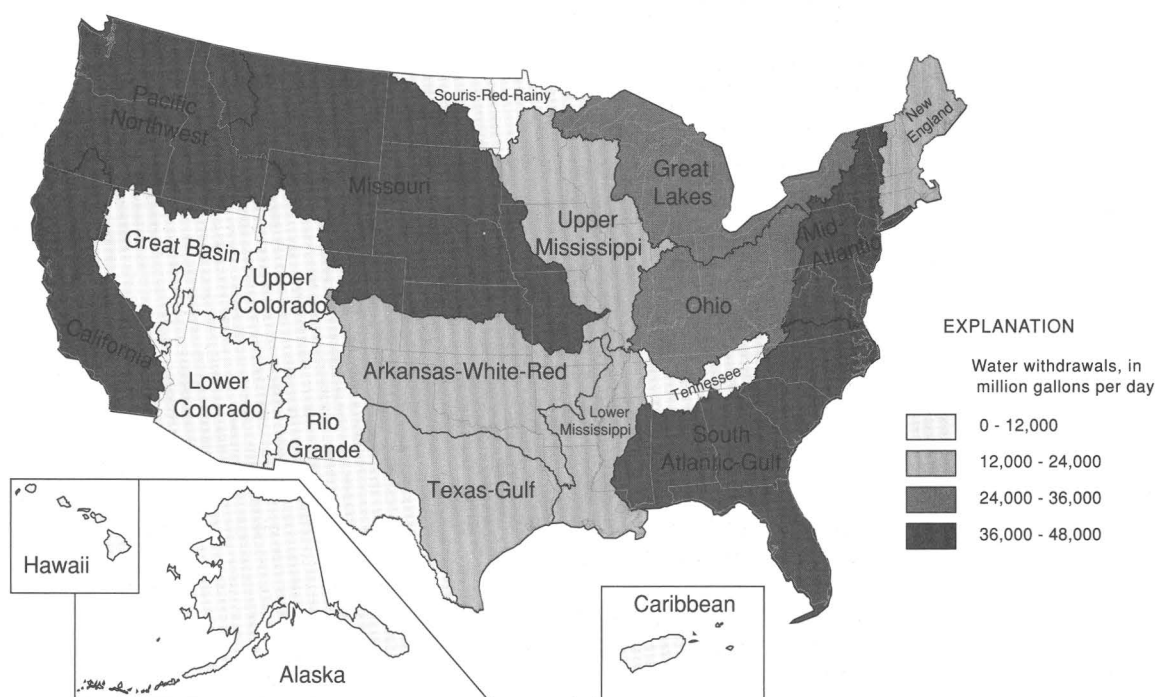 Souris-Red-Rainy
New
England
Pacific
Northwest
Missouri
Great
Lakes
Upper
Mississippi
Mid-
Atlantic
Great Basin
Upper
Colorado
Ohio
California
Lower
Colorado
Arkansas-White-Red
Tennessee
Rio
Grande
Lower
Mississippi
South
Atlantic-Gulf
Texas-Gulf
Hawaii
Alaska
Caribbean
EXPLANATION
Water withdrawals, in
million gallons per day
0 - 12,000
12,000 - 24,000
24,000 - 36,000
36,000 - 48,000